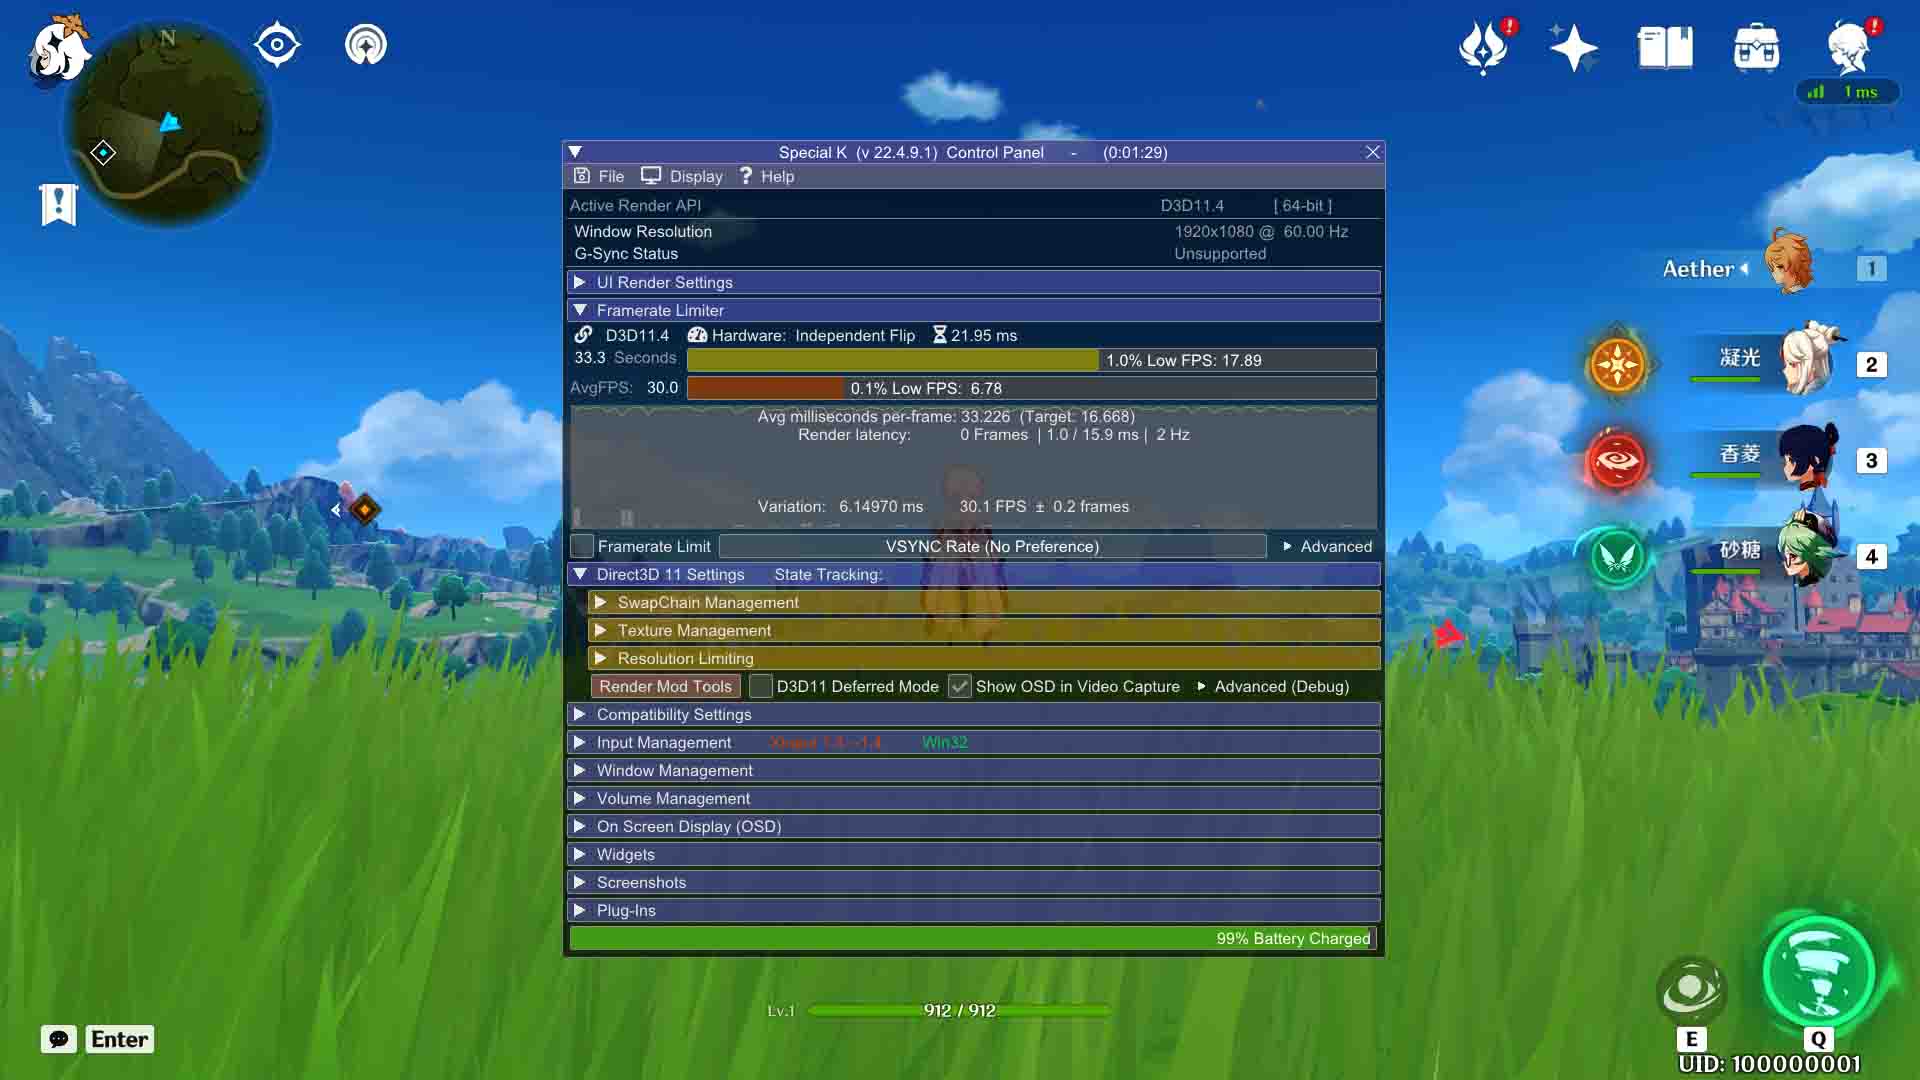 N
1 ms
Special K (v 22.4.9.1) Control Panel - (0:01:29)
File Display ? Help
Active Render API D3D11.4 [ 64-bit ]
Window Resolution 1920x1080 @ 60.00 Hz
G-Sync Status Unsupported
UI Render Settings
Framerate Limiter
D3D11.4 Hardware: Independent Flip 21.95 ms
33.3 Seconds 1.0% Low FPS: 17.89
AvgFPS: 30.0 0.1% Low FPS: 6.78
Avg milliseconds per-frame: 33.226 (Target: 16.668)
Render latency: 0 Frames | 1.0 / 15.9 ms | 2 Hz
Variation: 6.14970 ms 30.1 FPS ± 0.2 frames
Framerate Limit VSYNC Rate (No Preference) Advanced
Direct3D 11 Settings State Tracking:
SwapChain Management
Texture Management
Resolution Limiting
Render Mod Tools D3D11 Deferred Mode Show OSD in Video Capture Advanced (Debug)
Compatibility Settings
Input Management Win32
Window Management
Volume Management
On Screen Display (OSD)
Widgets
Screenshots
Plug-Ins
99% Battery Charged
Aether 1
凝光 2
香菱 3
砂糖 4
Lv.1 912 / 912
Enter
E Q
UID: 100000001